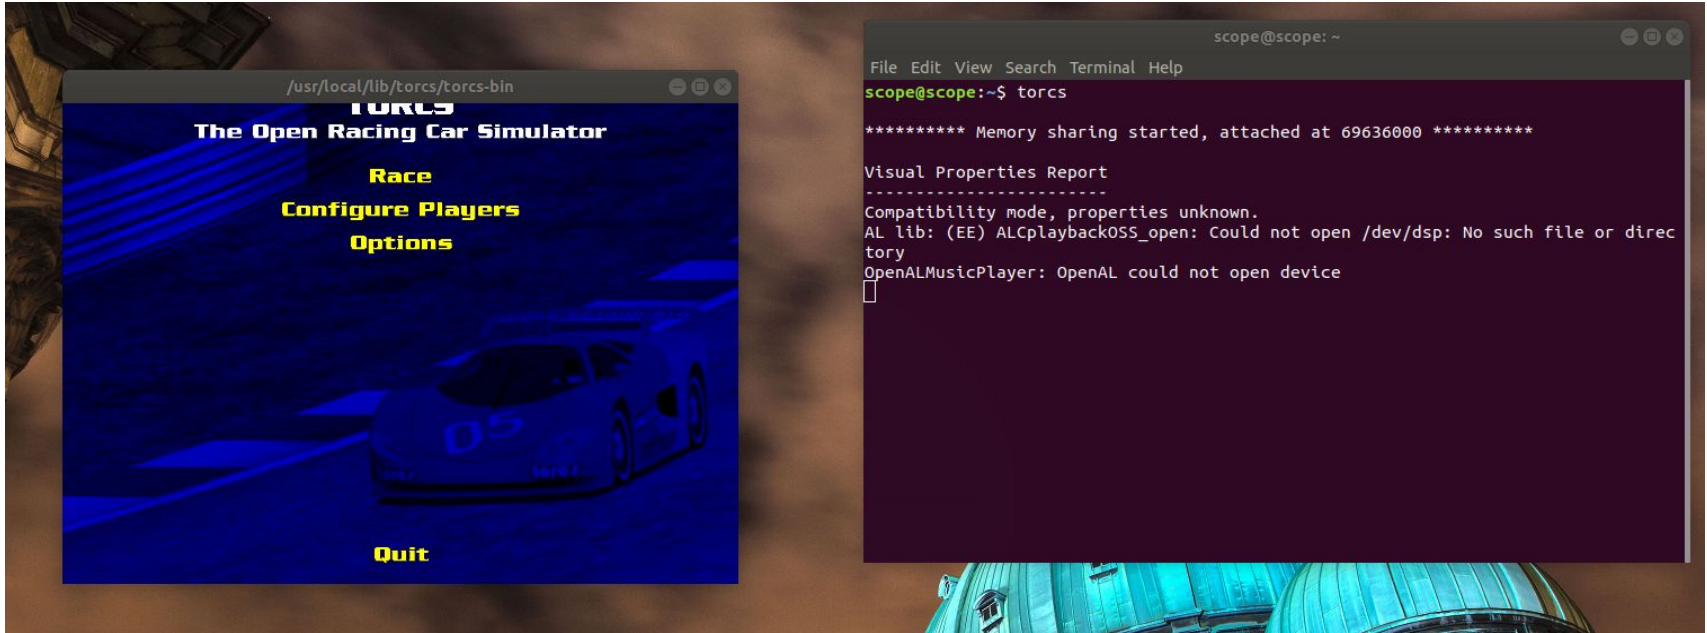 /usr/local/lib/torcs/torcs-bin
TORCS
The Open Racing Car Simulator
Race
Configure Players
Options
05
torcs
Quit
scope@scope: ~
File Edit View Search Terminal Help
scope@scope:~$ torcs
********** Memory sharing started, attached at 69636000 **********
Visual Properties Report
------------------------
Compatibility mode, properties unknown.
AL lib: (EE) ALCplaybackOSS_open: Could not open /dev/dsp: No such file or direc
tory
OpenALMusicPlayer: OpenAL could not open device